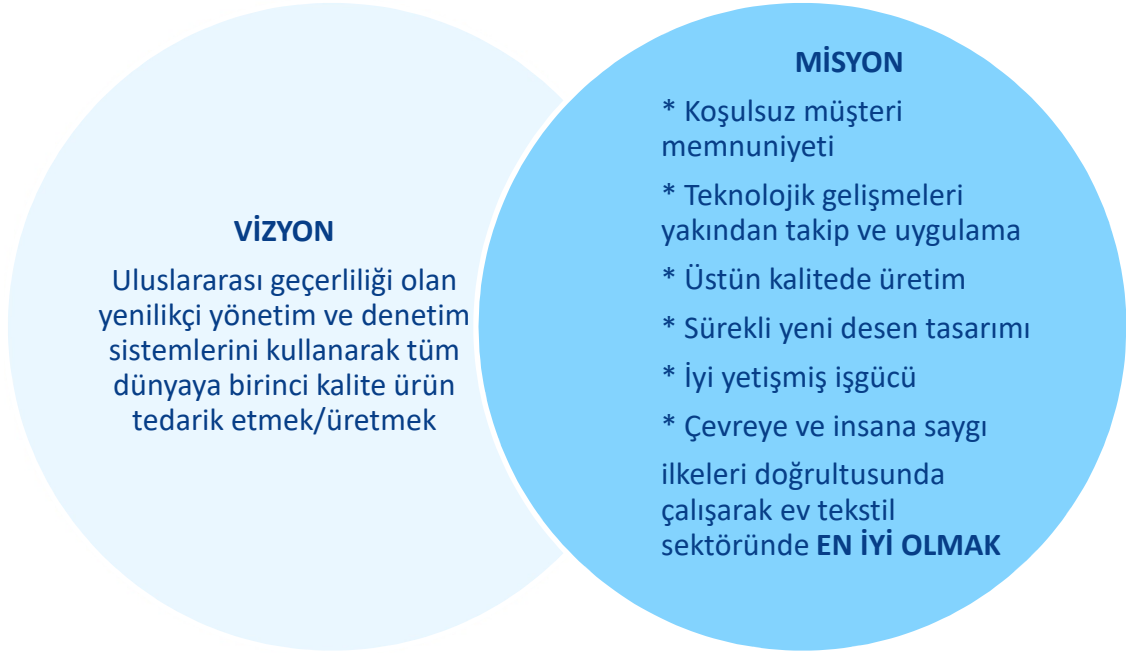 VİZYON
Uluslararası geçerliliği olan
yenilikçi yönetim ve denetim
sistemlerini kullanarak tüm
dünyaya birinci kalite ürün
tedarik etmek/üretmek
MİSYON
* Koşulsuz müşteri
memnuniyeti
* Teknolojik gelişmeleri
yakından takip ve uygulama
* Üstün kalitede üretim
* Sürekli yeni desen tasarımı
* İyi yetişmiş işgücü
* Çevreye ve insana saygı
ilkeleri doğrultusunda
çalışarak ev tekstil
sektöründe EN İYİ OLMAK